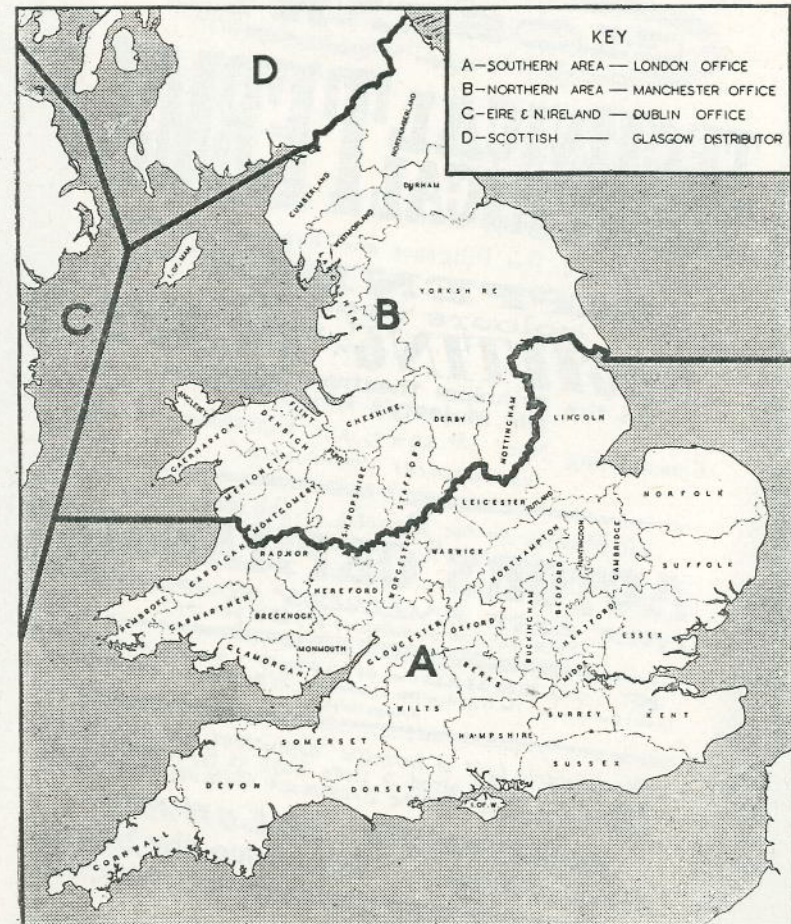 KEY
A—SOUTHERN AREA — LONDON OFFICE
B—NORTHERN AREA — MANCHESTER OFFICE
C—EIRE & N.IRELAND — DUBLIN OFFICE
D—SCOTTISH — GLASGOW DISTRIBUTOR
D
NORTHUMBERLAND
CUMBERLAND
DURHAM
WESTMORLAND
I. OF MAN
LANCASHIRE
YORKSHIRE
C
B
ANGLESEY
FLINT
DENBIGH
CAERNARVON
CHESHIRE
DERBY
NOTTINGHAM
LINCOLN
MERIONETH
FLINT
STAFFORD
SHROPSHIRE
MONTGOMERY
LEICESTER
RUTLAND
NORFOLK
CARDIGAN
RADNOR
WORCESTER
WARWICK
NORTHAMPTON
HUNTINGDON
CAMBRIDGE
SUFFOLK
HEREFORD
BEDFORD
PEMBROKE
CARMARTHEN
BRECKNOCK
BUCKINGHAM
HERTFORD
ESSEX
GLAMORGAN
MONMOUTH
GLOUCESTER
OXFORD
A
BERKS
MIDDX
WILTS
SURREY
KENT
SOMERSET
HAMPSHIRE
SUSSEX
DEVON
DORSET
I. OF W.
CORNWALL